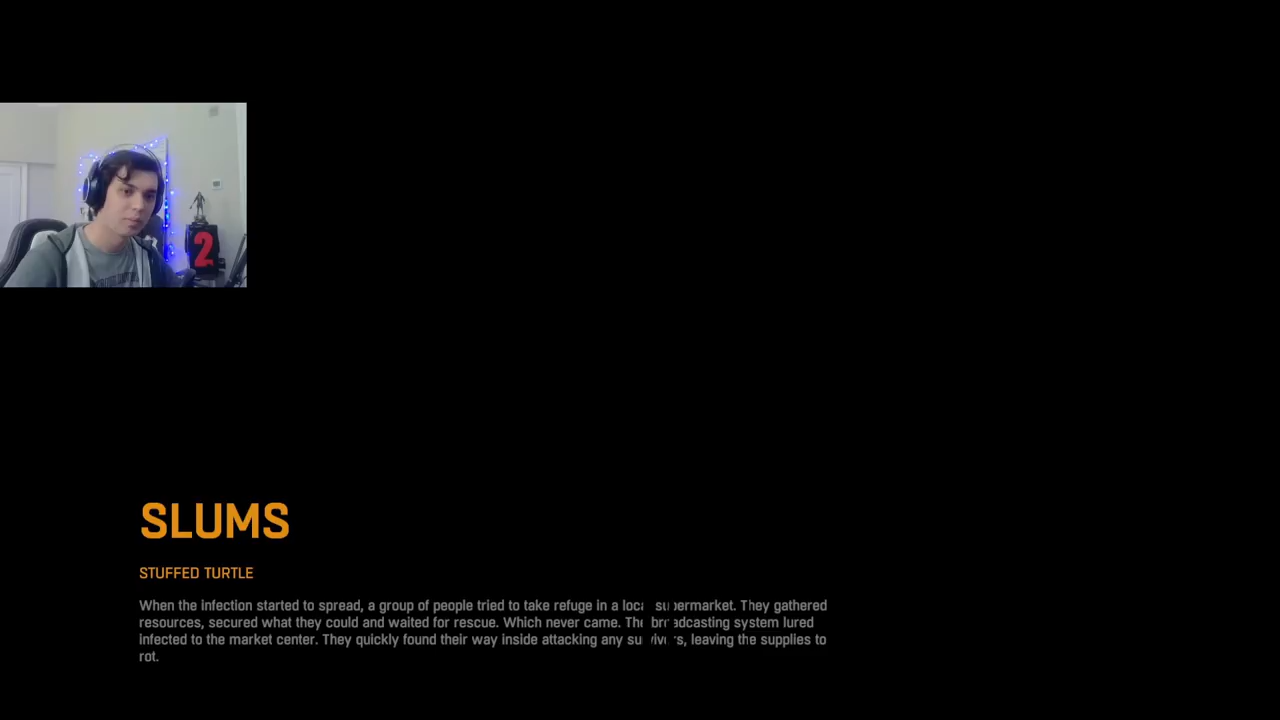 2
SLUMS
STUFFED TURTLE
When the infection started to spread, a group of people tried to take refuge in a local supermarket. They gathered
resources, secured what they could and waited for rescue. Which never came. The broadcasting system lured
infected to the market center. They quickly found their way inside attacking any survivors, leaving the supplies to
rot.